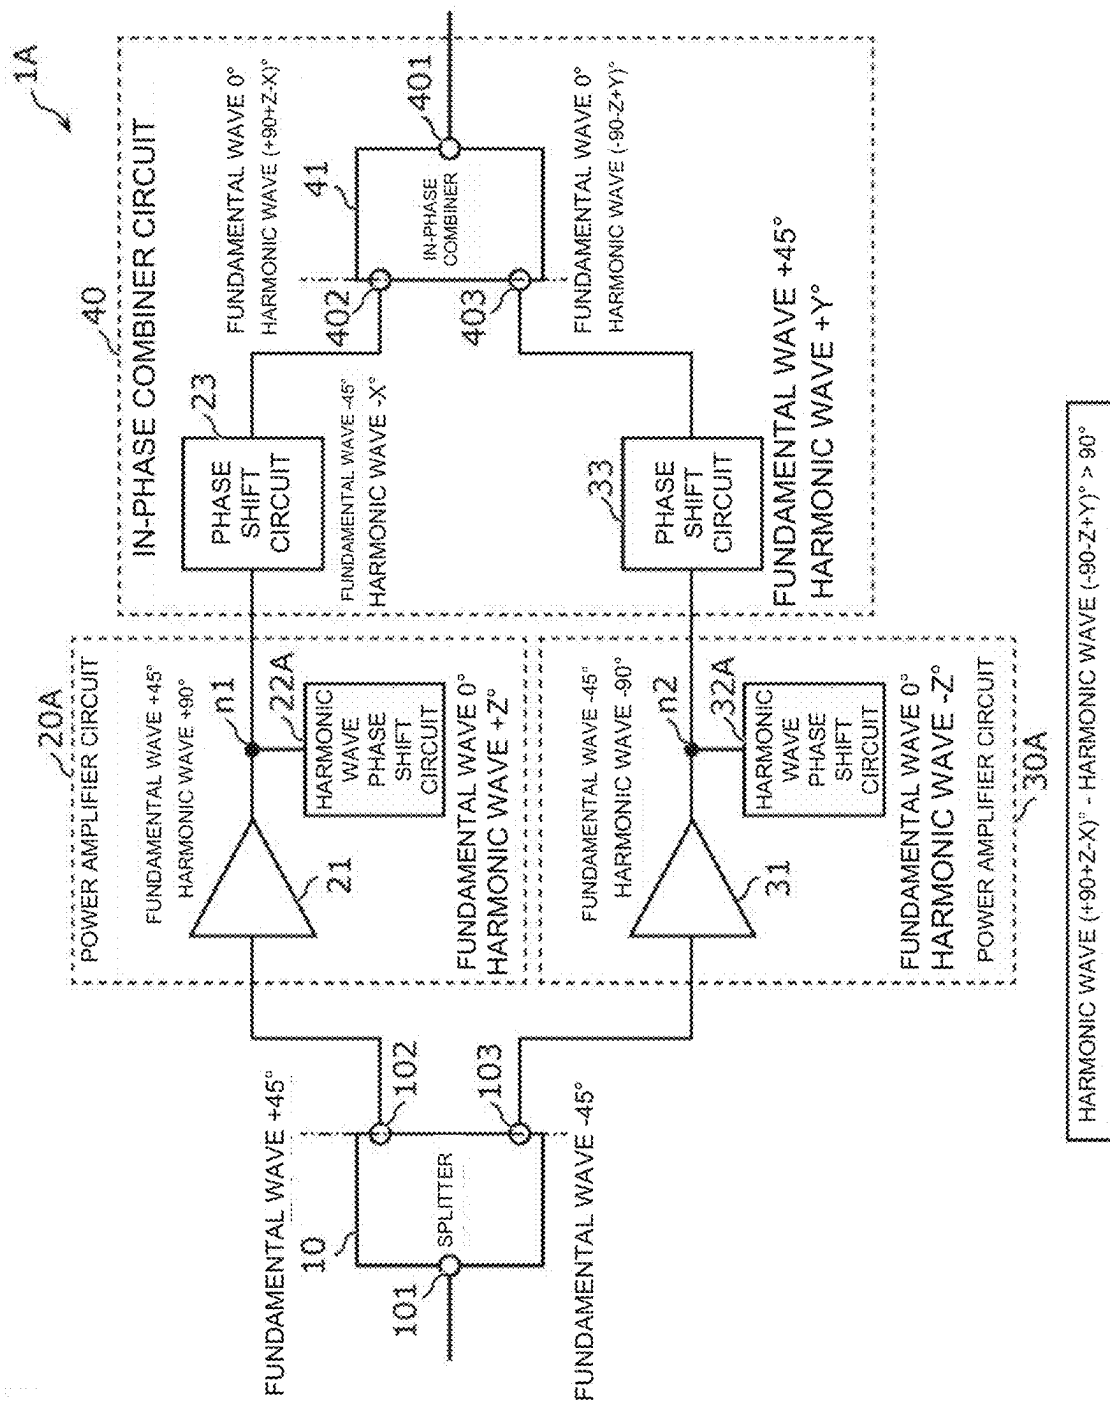 1A
40
IN-PHASE COMBINER CIRCUIT
20A
POWER AMPLIFIER CIRCUIT
FUNDAMENTAL WAVE +45°
HARMONIC WAVE +90°
n1
22A
HARMONIC
WAVE
PHASE
SHIFT
CIRCUIT
21
FUNDAMENTAL WAVE 0°
HARMONIC WAVE +Z°
23
PHASE
SHIFT
CIRCUIT
FUNDAMENTAL WAVE -45°
HARMONIC WAVE -X°
FUNDAMENTAL WAVE 0°
HARMONIC WAVE (+90+Z-X)°
41
401
402
IN-PHASE
COMBINER
403
FUNDAMENTAL WAVE 0°
HARMONIC WAVE (-90-Z+Y)°
FUNDAMENTAL WAVE +45°
10
101
SPLITTER
102
103
FUNDAMENTAL WAVE -45°
FUNDAMENTAL WAVE -45°
HARMONIC WAVE -90°
n2
32A
HARMONIC
WAVE
PHASE
SHIFT
CIRCUIT
31
FUNDAMENTAL WAVE 0°
HARMONIC WAVE -Z°
POWER AMPLIFIER CIRCUIT
30A
33
PHASE
SHIFT
CIRCUIT
FUNDAMENTAL WAVE +45°
HARMONIC WAVE +Y°
HARMONIC WAVE (+90+Z-X)° - HARMONIC WAVE (-90-Z+Y)° > 90°